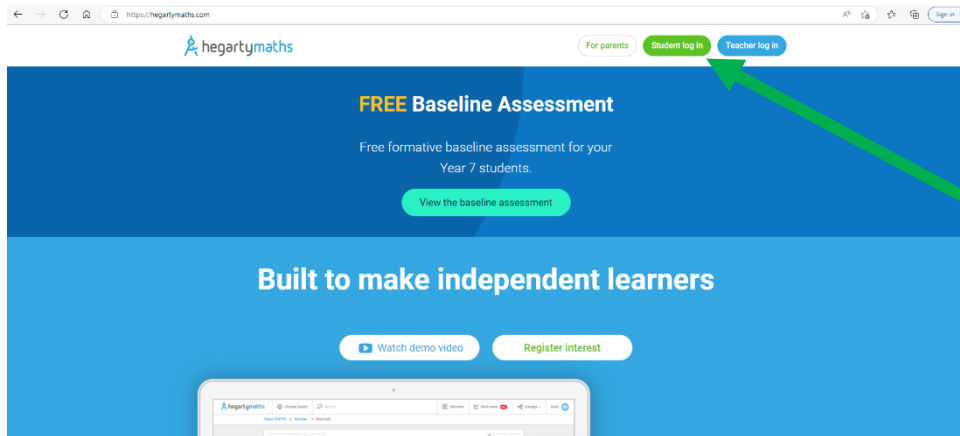 https://hegartymaths.com
Sign in
hegartymaths
For parents
Student log in
Teacher log in
FREE Baseline Assessment
Free formative baseline assessment for your
Year 7 students.
View the baseline assessment
Built to make independent learners
Watch demo video
Register interest
hegartymaths